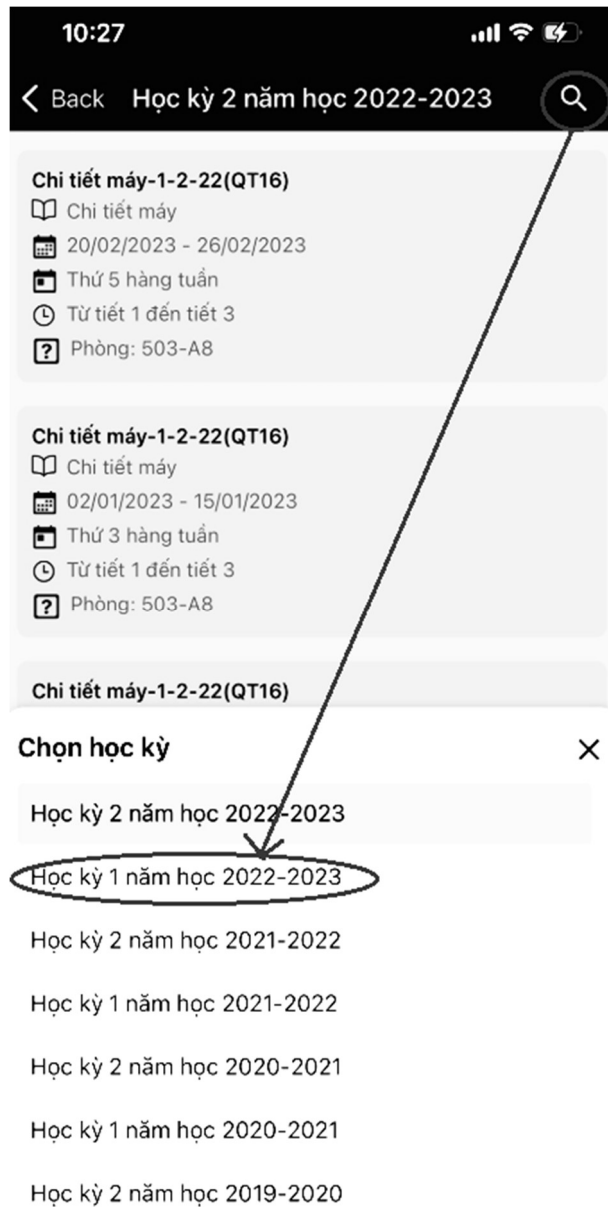 10:27
Back Học kỳ 2 năm học 2022-2023
Chi tiết máy-1-2-22(QT16)
Chi tiết máy
20/02/2023 - 26/02/2023
Thứ 5 hàng tuần
Từ tiết 1 đến tiết 3
Phòng: 503-A8
Chi tiết máy-1-2-22(QT16)
Chi tiết máy
02/01/2023 - 15/01/2023
Thứ 3 hàng tuần
Từ tiết 1 đến tiết 3
Phòng: 503-A8
Chi tiết máy-1-2-22(QT16)
Chọn học kỳ
Học kỳ 2 năm học 2022-2023
Học kỳ 1 năm học 2022-2023
Học kỳ 2 năm học 2021-2022
Học kỳ 1 năm học 2021-2022
Học kỳ 2 năm học 2020-2021
Học kỳ 1 năm học 2020-2021
Học kỳ 2 năm học 2019-2020